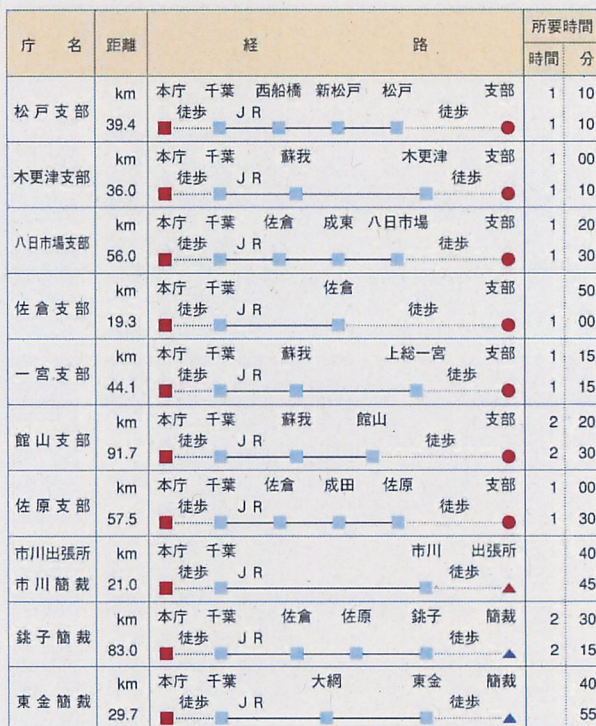 庁 名 距離 経 路 所要時間
時間 分
松戸支部 km 本庁 千葉 西船橋 新松戸 松戸 支部 1 10
39.4 徒歩 JR 徒歩 1 10
木更津支部 km 本庁 千葉 蘇我 木更津 支部 1 00
36.0 徒歩 JR 徒歩 1 10
八日市場支部 km 本庁 千葉 佐倉 成東 八日市場 支部 1 20
56.0 徒歩 JR 徒歩 1 30
佐倉支部 km 本庁 千葉 佐倉 支部 50
19.3 徒歩 JR 徒歩 1 00
一宮支部 km 本庁 千葉 蘇我 上総一宮 支部 1 15
44.1 徒歩 JR 徒歩 1 15
館山支部 km 本庁 千葉 蘇我 館山 支部 2 20
91.7 徒歩 JR 徒歩 2 30
佐原支部 km 本庁 千葉 佐倉 成田 佐原 支部 1 00
57.5 徒歩 JR 徒歩 1 30
市川出張所 km 本庁 千葉 市川 出張所 40
市川簡裁 21.0 徒歩 JR 徒歩 45
銚子簡裁 km 本庁 千葉 佐倉 佐原 銚子 簡裁 2 30
83.0 徒歩 JR 徒歩 2 15
東金簡裁 km 本庁 千葉 大網 東金 簡裁 40
29.7 徒歩 JR 徒歩 55